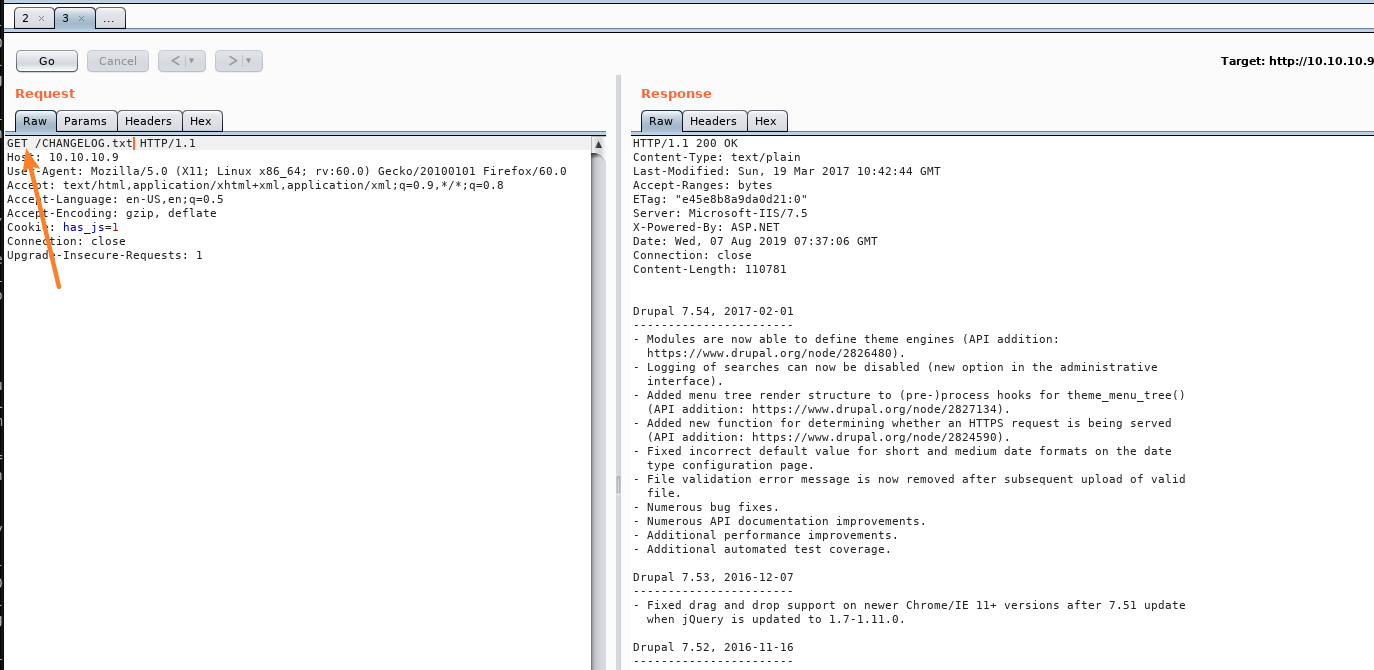 2 × 3 × ...
Go Cancel < > Target: http://10.10.10.9
Request
Raw Params Headers Hex
GET /CHANGELOG.txt HTTP/1.1
Host: 10.10.10.9
User-Agent: Mozilla/5.0 (X11; Linux x86_64; rv:60.0) Gecko/20100101 Firefox/60.0
Accept: text/html,application/xhtml+xml,application/xml;q=0.9,*/*;q=0.8
Accept-Language: en-US,en;q=0.5
Accept-Encoding: gzip, deflate
Cookie: has_js=1
Connection: close
Upgrade-Insecure-Requests: 1
Response
Raw Headers Hex
HTTP/1.1 200 OK
Content-Type: text/plain
Last-Modified: Sun, 19 Mar 2017 10:42:44 GMT
Accept-Ranges: bytes
ETag: "e45e8b8a9da0d21:0"
Server: Microsoft-IIS/7.5
X-Powered-By: ASP.NET
Date: Wed, 07 Aug 2019 07:37:06 GMT
Connection: close
Content-Length: 110781
Drupal 7.54, 2017-02-01
-----------------------
- Modules are now able to define theme engines (API addition:
https://www.drupal.org/node/2826480).
- Logging of searches can now be disabled (new option in the administrative
interface).
- Added menu tree render structure to (pre-)process hooks for theme_menu_tree()
(API addition: https://www.drupal.org/node/2827134).
- Added new function for determining whether an HTTPS request is being served
(API addition: https://www.drupal.org/node/2824590).
- Fixed incorrect default value for short and medium date formats on the date
type configuration page.
- File validation error message is now removed after subsequent upload of valid
file.
- Numerous bug fixes.
- Numerous API documentation improvements.
- Additional performance improvements.
- Additional automated test coverage.
Drupal 7.53, 2016-12-07
-----------------------
- Fixed drag and drop support on newer Chrome/IE 11+ versions after 7.51 update
when jQuery is updated to 1.7-1.11.0.
Drupal 7.52, 2016-11-16
-----------------------